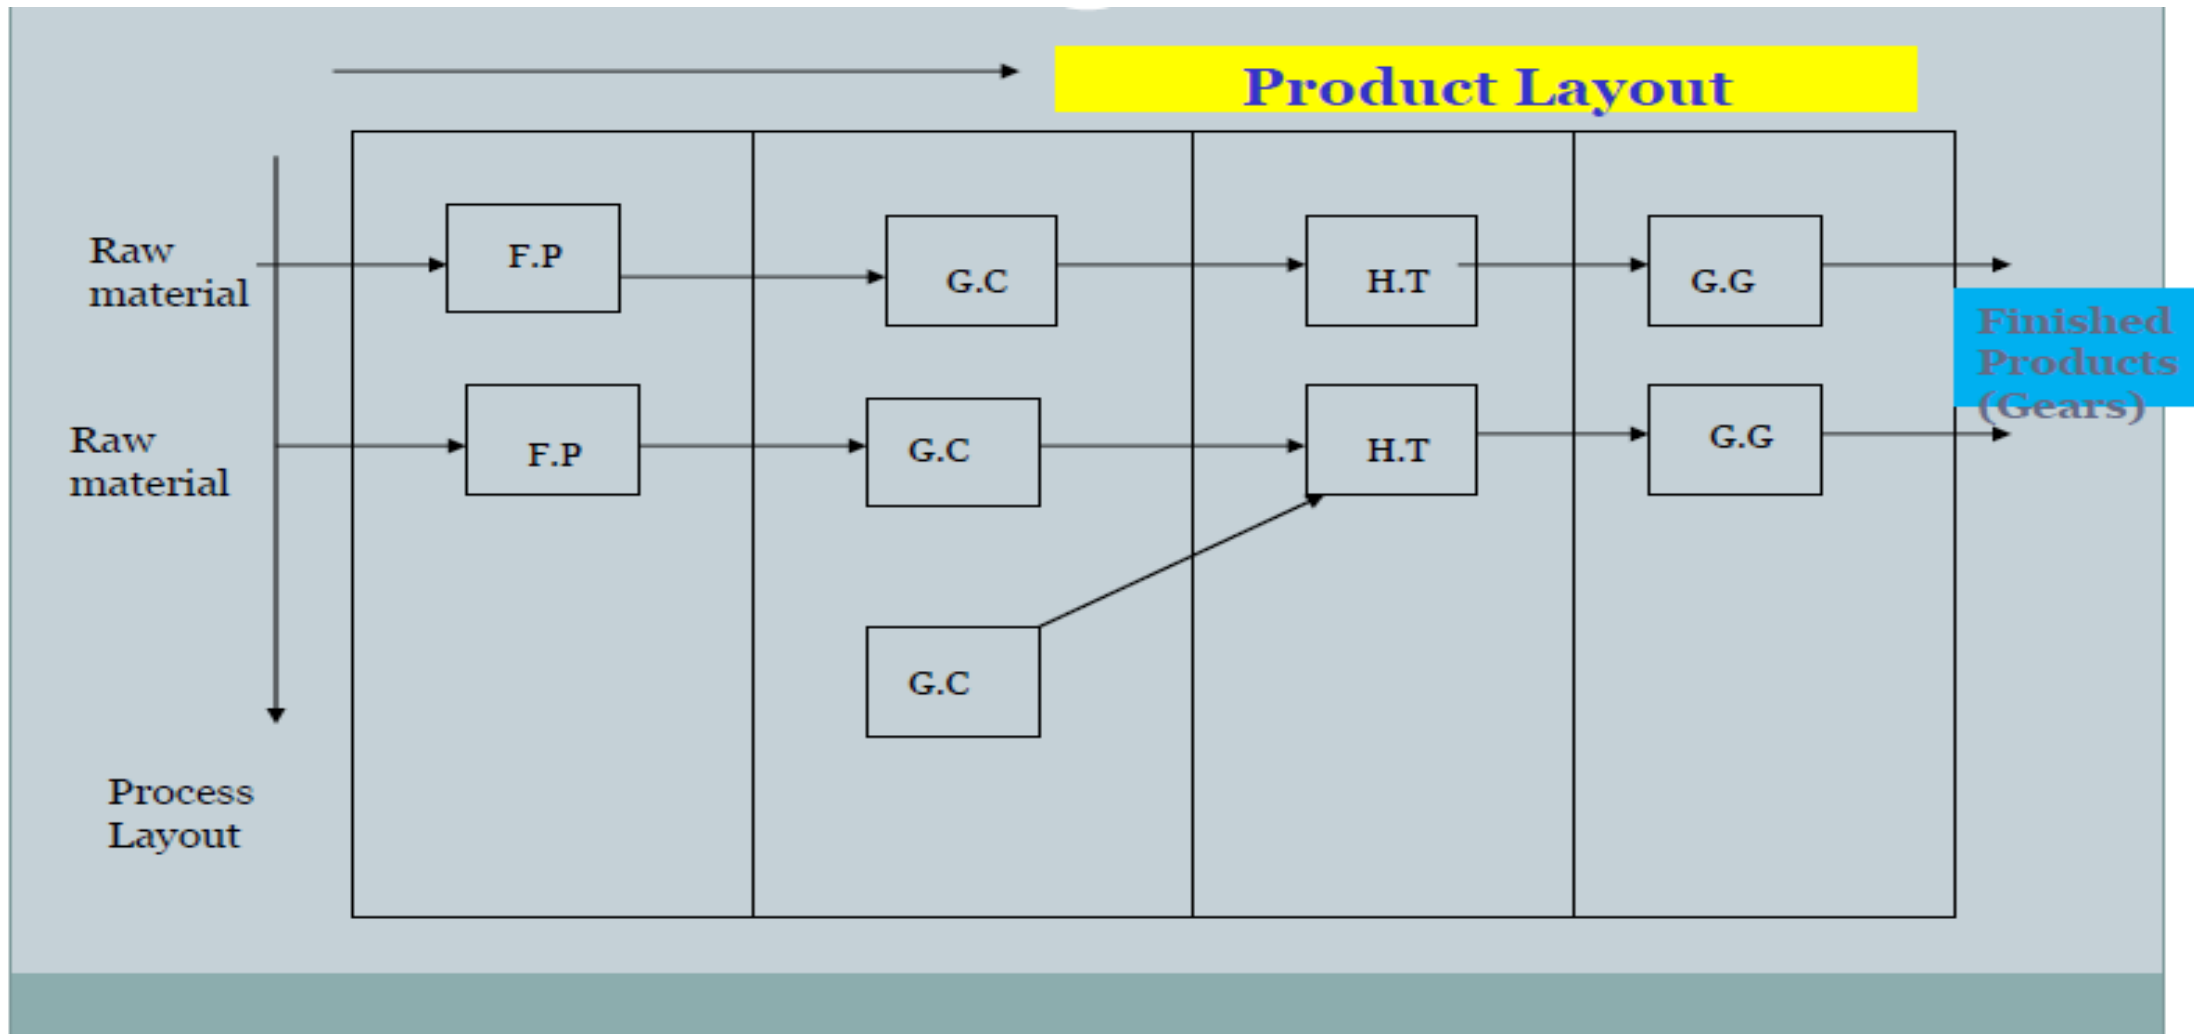 Product Layout
Raw
material
F.P
G.C
H.T
G.G
Finished
Products
(Gears)
Raw
material
F.P
G.C
H.T
G.G
G.C
Process
Layout